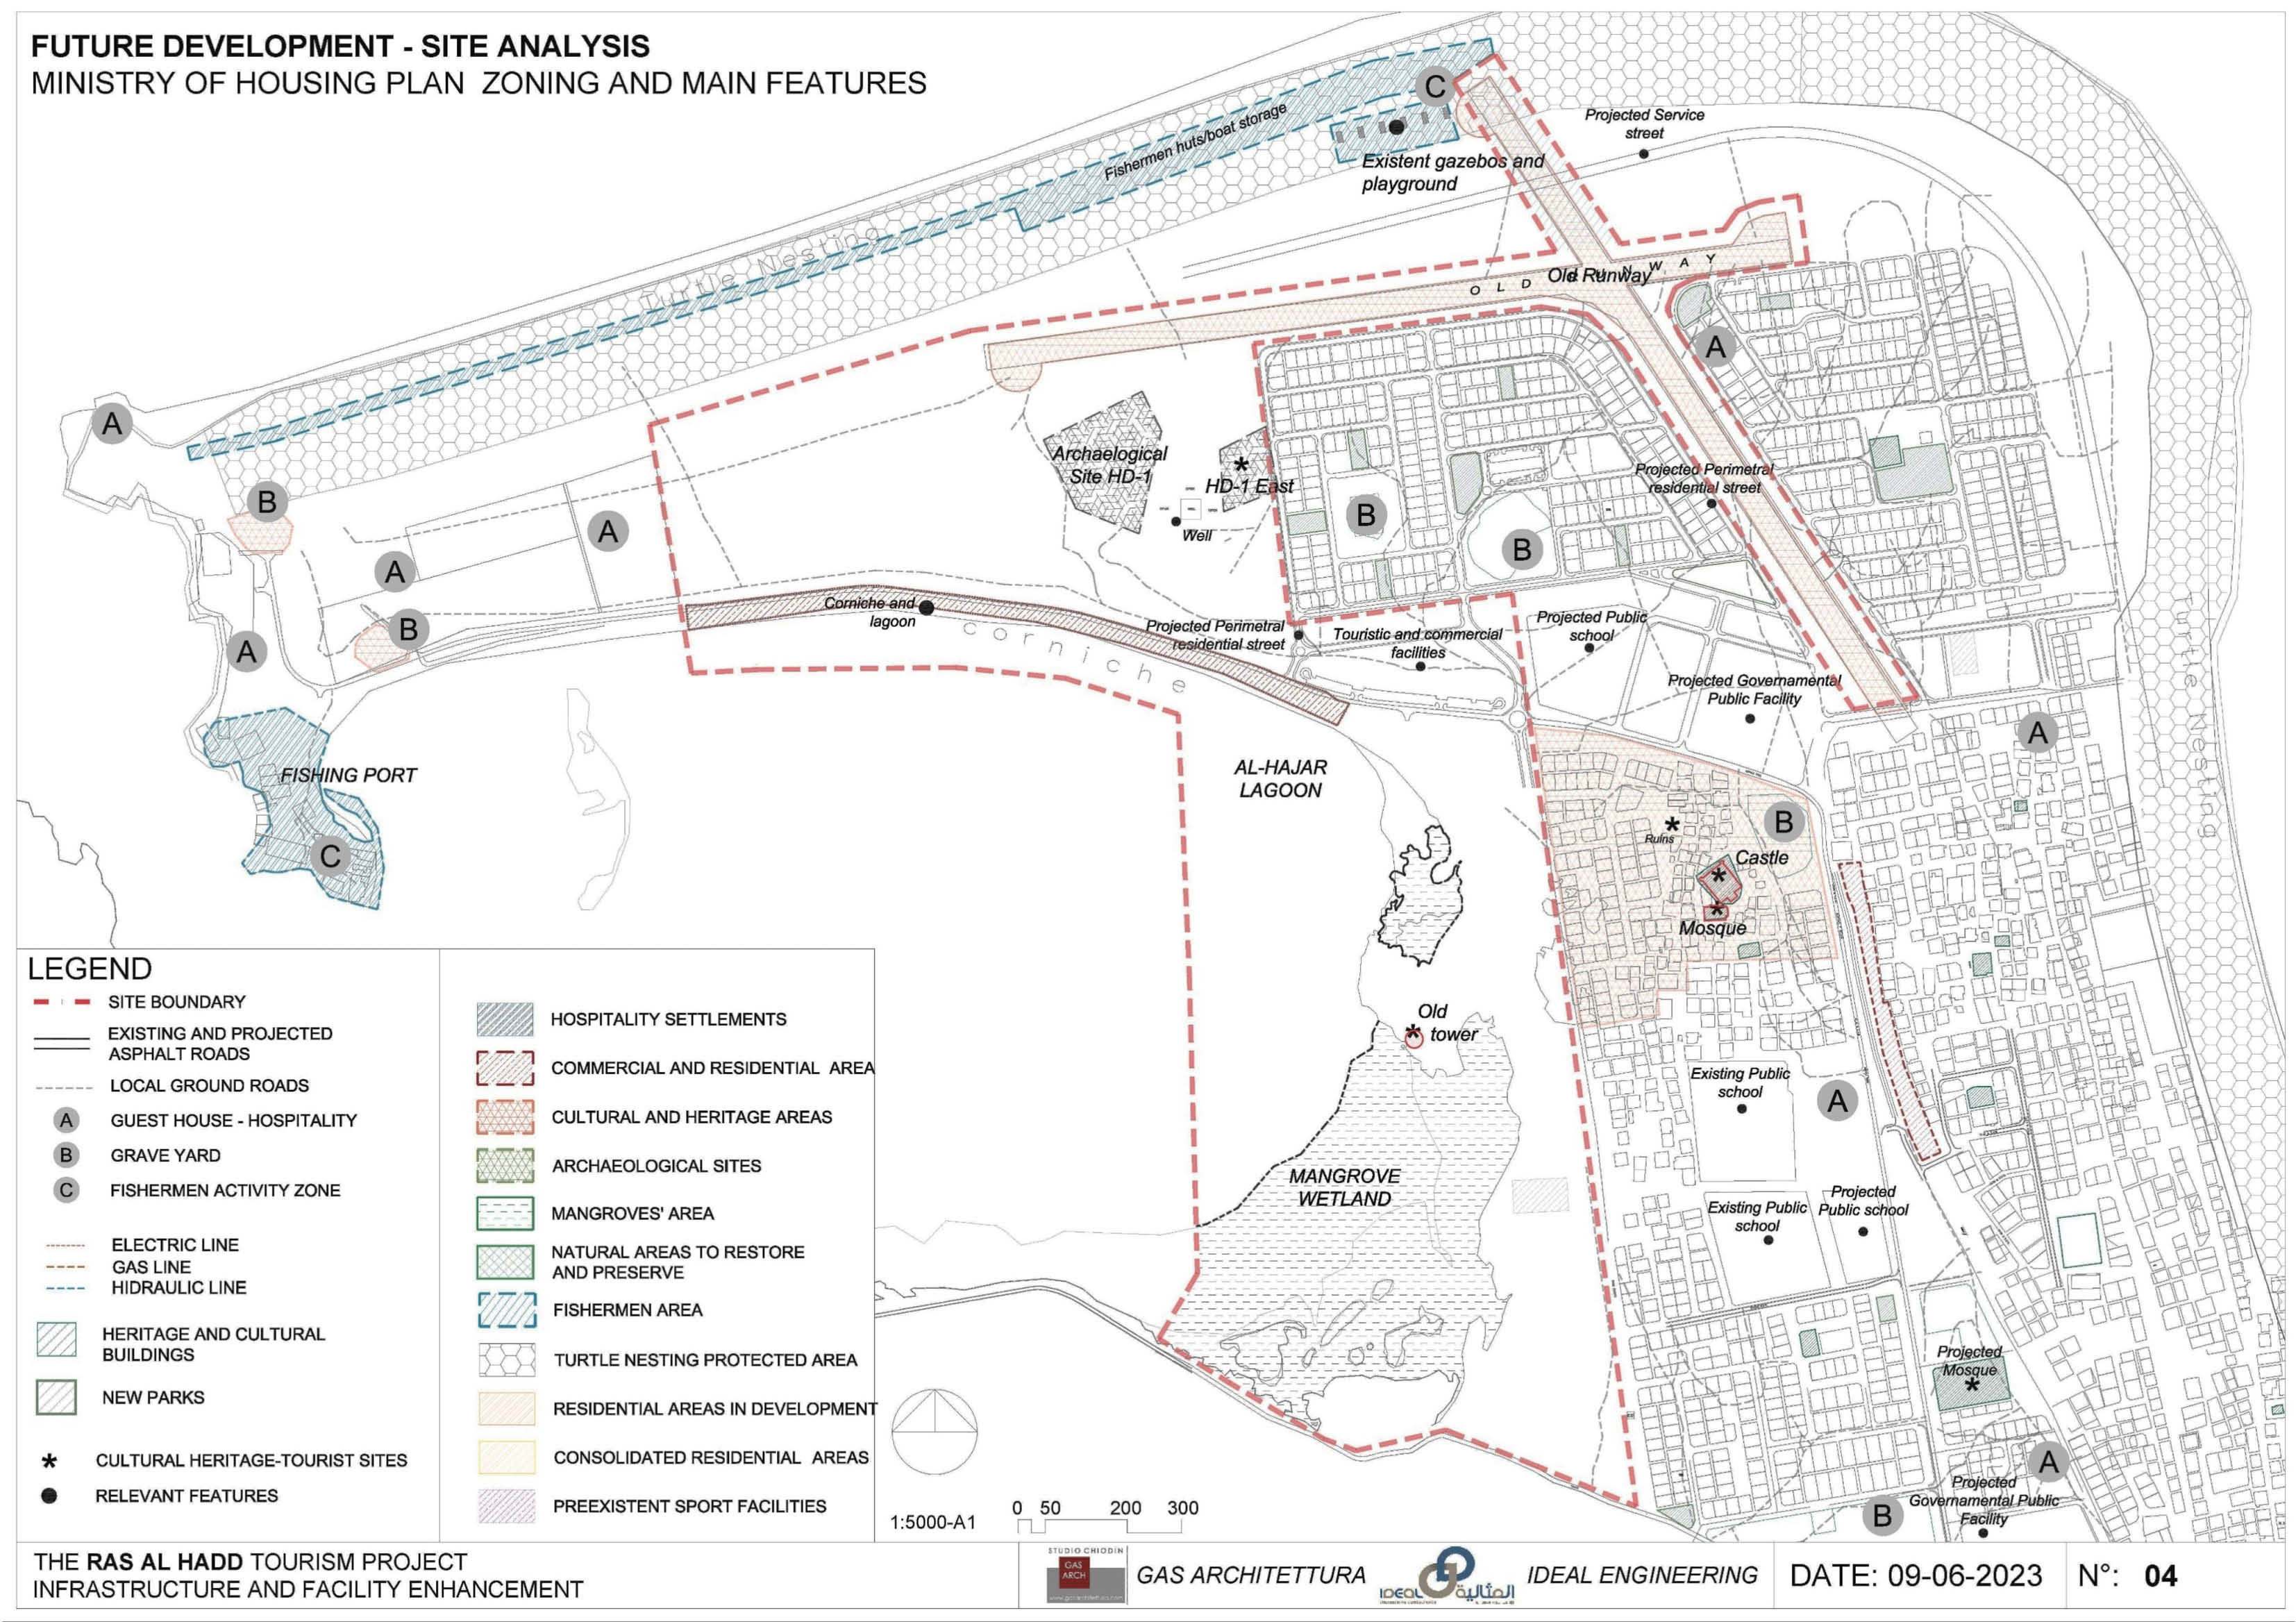 FUTURE DEVELOPMENT - SITE ANALYSIS
MINISTRY OF HOUSING PLAN ZONING AND MAIN FEATURES
C
Fishermen huts/boat storage
Existent gazebos and
playground
Projected Service
street
Turtle Nesting
OLD RUNWAY
Old Runway
A
A
Archaelogical
Site HD-1
HD-1 East
Well
Projected Perimetral
residential street
B
A
B
B
A
B
A
Corniche and
lagoon
corniche
Projected Perimetral
residential street
Touristic and commercial
facilities
Projected Public
school
Projected Governamental
Public Facility
A
Turtle Nesting
FISHING PORT
C
AL-HAJAR
LAGOON
B
Ruins
Castle
Mosque
Old
tower
Existing Public
school
A
MANGROVE
WETLAND
Existing Public
school
Projected
Public school
Projected
Mosque
A
Projected
Governamental Public
Facility
B
LEGEND
SITE BOUNDARY
EXISTING AND PROJECTED
ASPHALT ROADS
LOCAL GROUND ROADS
A GUEST HOUSE - HOSPITALITY
B GRAVE YARD
C FISHERMEN ACTIVITY ZONE
ELECTRIC LINE
GAS LINE
HIDRAULIC LINE
HERITAGE AND CULTURAL
BUILDINGS
NEW PARKS
CULTURAL HERITAGE-TOURIST SITES
RELEVANT FEATURES
HOSPITALITY SETTLEMENTS
COMMERCIAL AND RESIDENTIAL AREA
CULTURAL AND HERITAGE AREAS
ARCHAEOLOGICAL SITES
MANGROVES' AREA
NATURAL AREAS TO RESTORE
AND PRESERVE
FISHERMEN AREA
TURTLE NESTING PROTECTED AREA
RESIDENTIAL AREAS IN DEVELOPMENT
CONSOLIDATED RESIDENTIAL AREAS
PREEXISTENT SPORT FACILITIES
1:5000-A1
0 50 200 300
THE RAS AL HADD TOURISM PROJECT
INFRASTRUCTURE AND FACILITY ENHANCEMENT
STUDIO CHIODIN
GAS
ARCH
GAS ARCHITETTURA
IDEAL
المثالية
IDEAL ENGINEERING
DATE: 09-06-2023
N°: 04